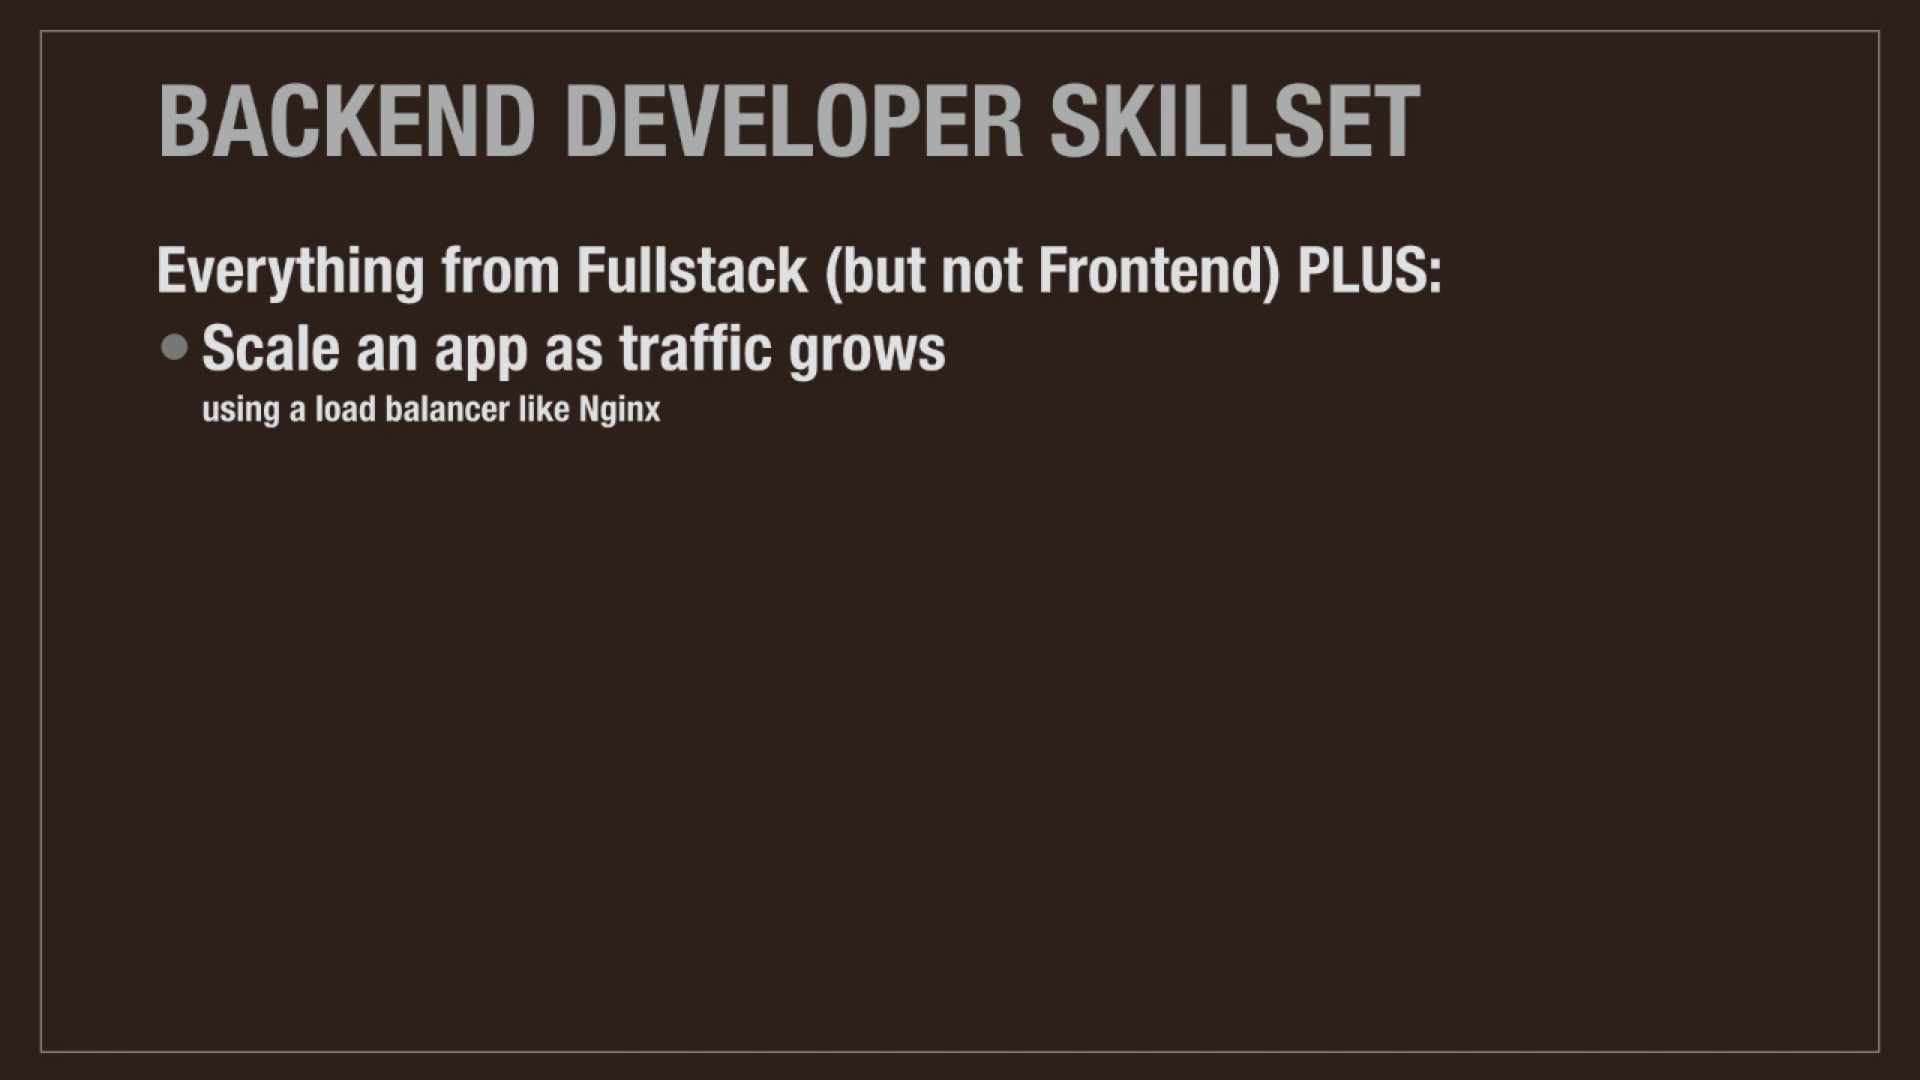 BACKEND DEVELOPER SKILLSET
Everything from Fullstack (but not Frontend) PLUS:
Scale an app as traffic grows
using a load balancer like Nginx